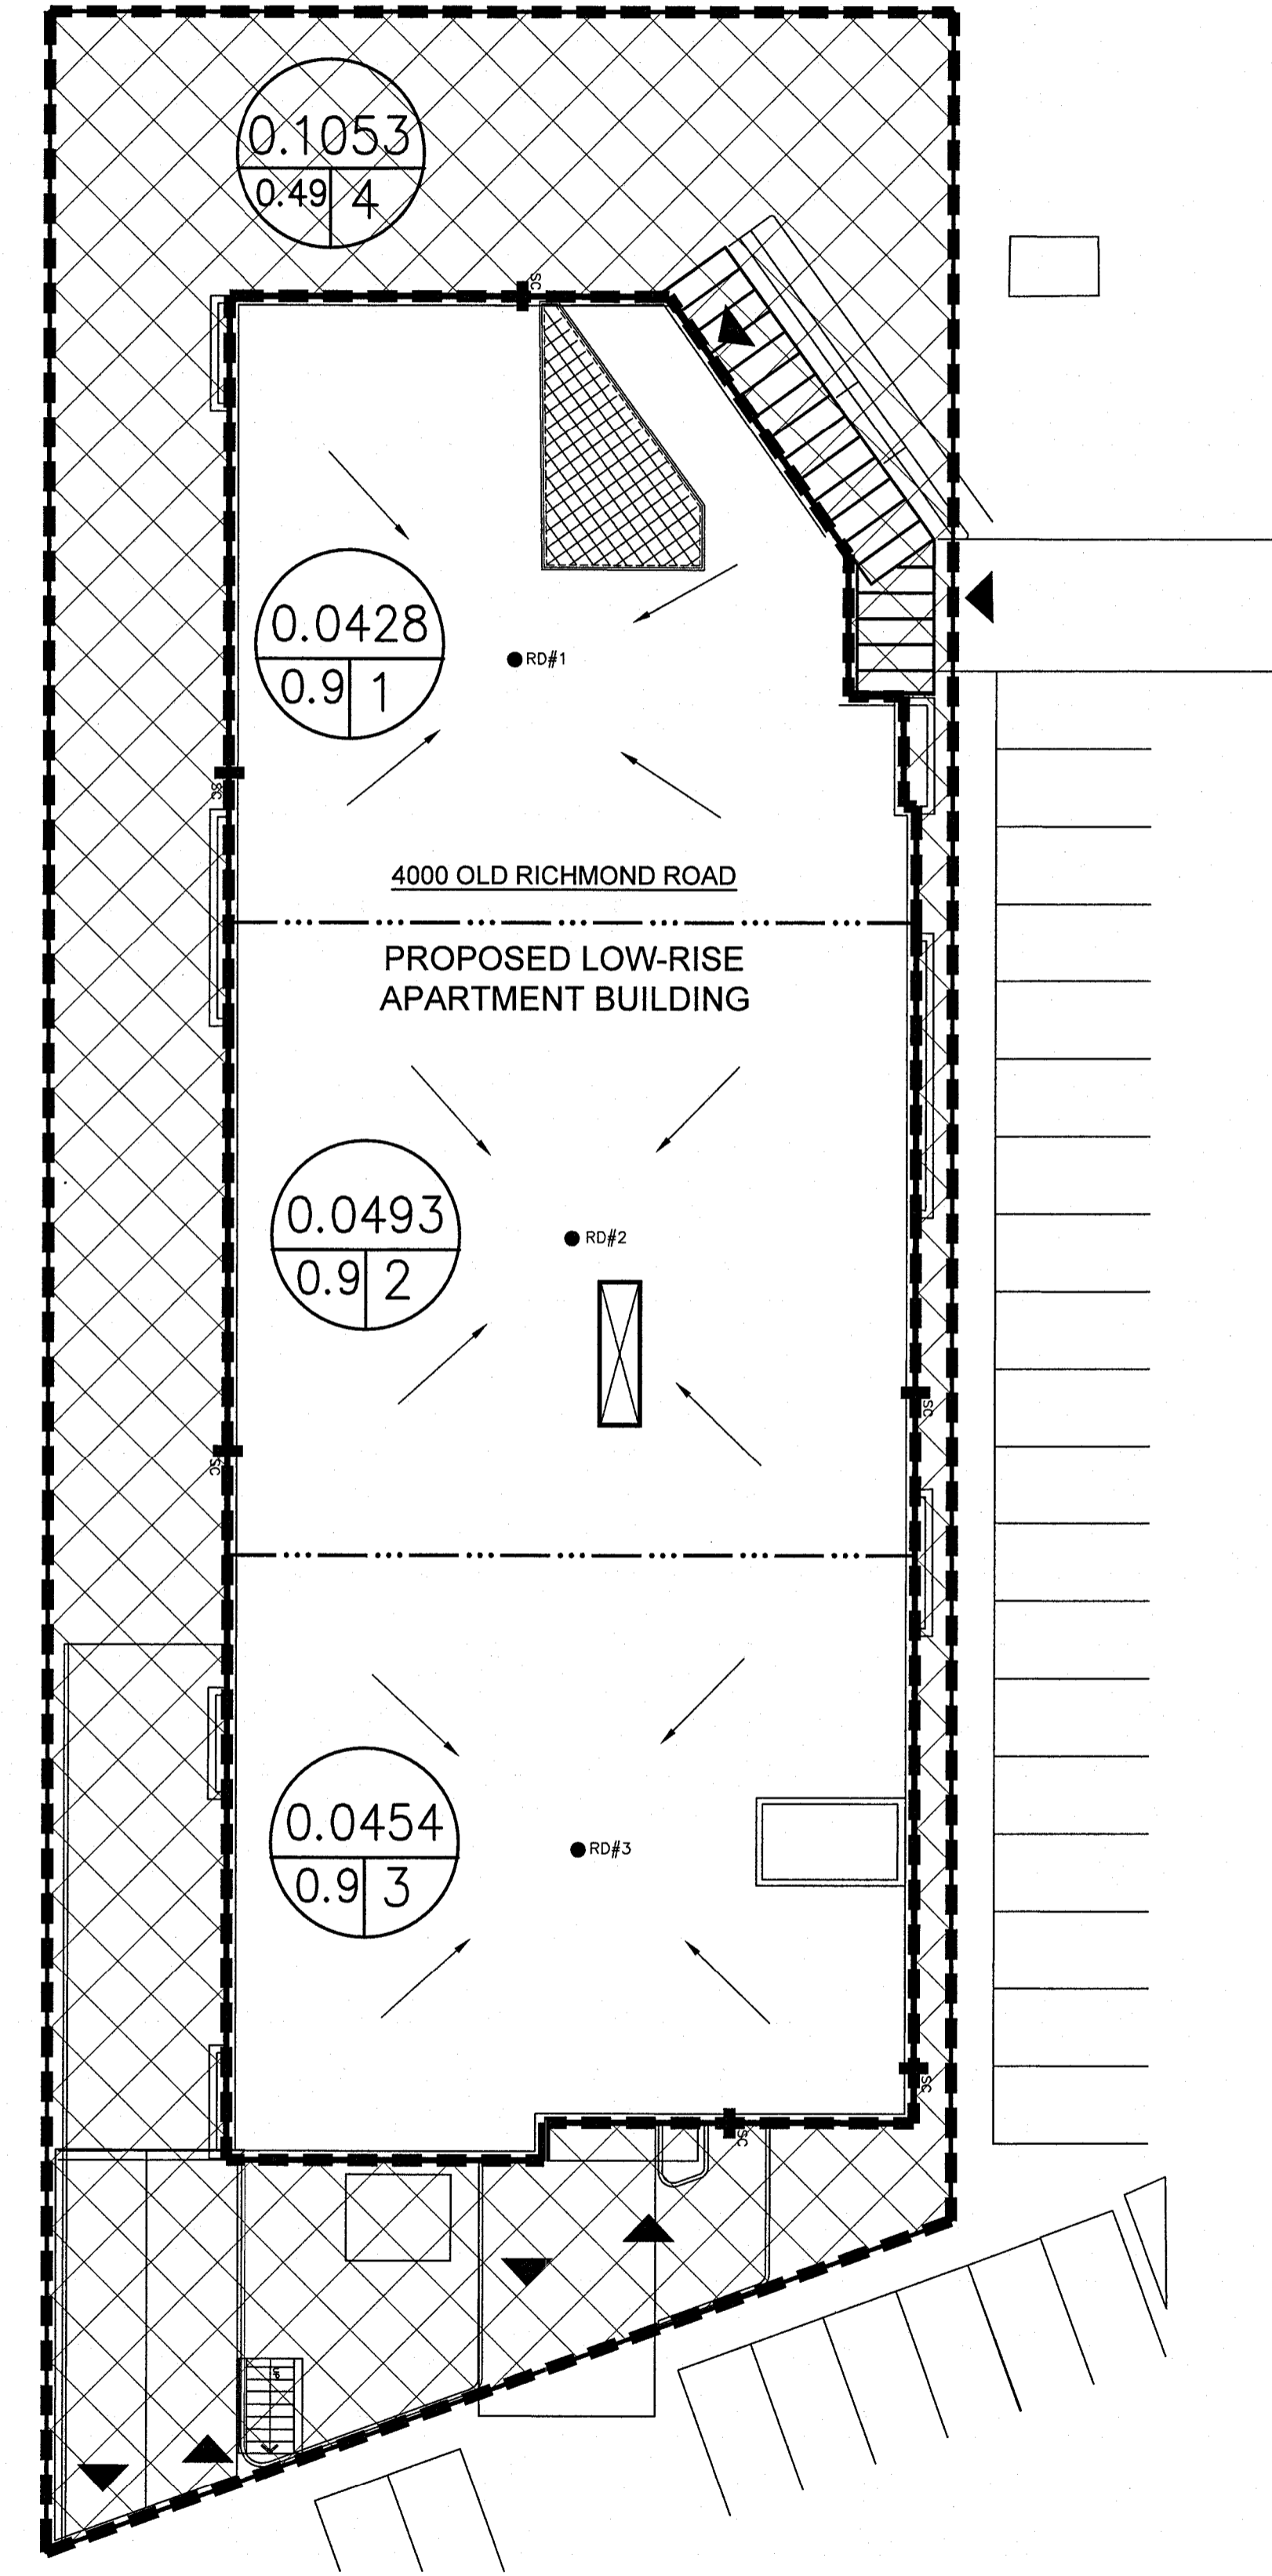 0.1053
0.49 4
SC
0.0428
0.9 1
RD#1
SC
4000 OLD RICHMOND ROAD
PROPOSED LOW-RISE
APARTMENT BUILDING
0.0493
0.9 2
RD#2
SC
SC
0.0454
0.9 3
RD#3
SC
SC
UP